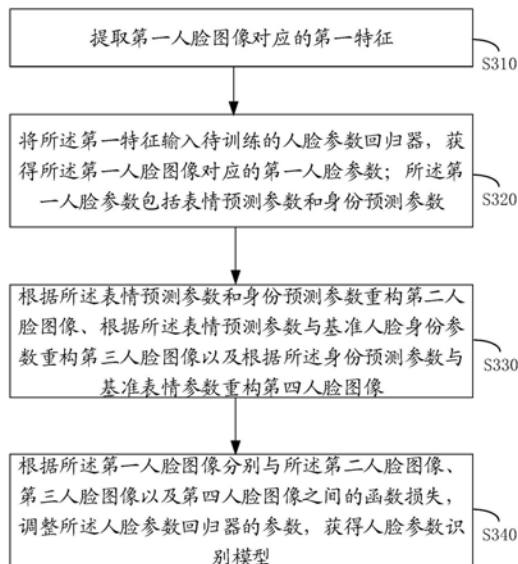 提取第一人脸图像对应的第一特征
S310
将所述第一特征输入待训练的人脸参数回归器，获
得所述第一人脸图像对应的第一人脸参数；所述第
一人脸参数包括表情预测参数和身份预测参数
S320
根据所述表情预测参数和身份预测参数重构第二人
脸图像、根据所述表情预测参数与基准人脸身份参
数重构第三人脸图像以及根据所述身份预测参数与
基准表情参数重构第四人脸图像
S330
根据所述第一人脸图像分别与所述第二人脸图像、
第三人脸图像以及第四人脸图像之间的函数损失，
调整所述人脸参数回归器的参数，获得人脸参数识
别模型
S340